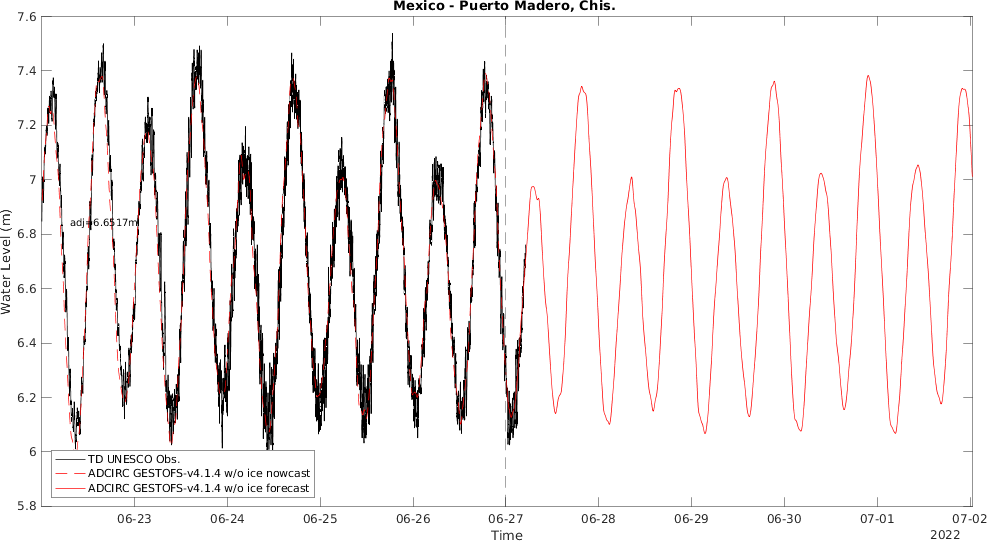 Mexico - Puerto Madero, Chis.
7.6
7.4
7.2
7
6.8
6.6
6.4
6.2
6
5.8
Water Level (m)
adj=6.6517m
TD UNESCO Obs.
ADCIRC GESTOFS-v4.1.4 w/o ice nowcast
ADCIRC GESTOFS-v4.1.4 w/o ice forecast
06-23 06-24 06-25 06-26 06-27 06-28 06-29 06-30 07-01 07-02
Time
2022